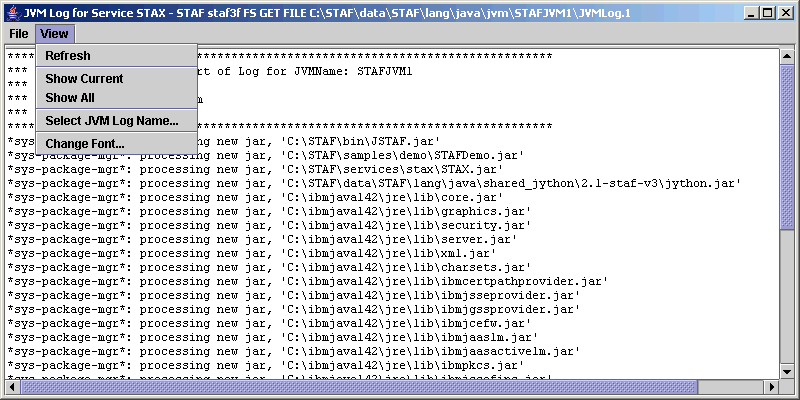 JVM Log for Service STAX - STAF staf3f FS GET FILE C:\STAF\data\STAF\lang\java\jvm\STAFJVM1\JVMLog.1
File View
Refresh
Show Current
Show All
Select JVM Log Name...
Change Font...
rt of Log for JVMName: STAFJVM1
*sys-package-mgr*: processing new jar, 'C:\STAF\bin\JSTAF.jar'
*sys-package-mgr*: processing new jar, 'C:\STAF\samples\demo\STAFDemo.jar'
*sys-package-mgr*: processing new jar, 'C:\STAF\services\stax\STAX.jar'
*sys-package-mgr*: processing new jar, 'C:\STAF\data\STAF\lang\java\shared_jython\2.1-staf-v3\jython.jar'
*sys-package-mgr*: processing new jar, 'C:\ibmjava142\jre\lib\core.jar'
*sys-package-mgr*: processing new jar, 'C:\ibmjava142\jre\lib\graphics.jar'
*sys-package-mgr*: processing new jar, 'C:\ibmjava142\jre\lib\security.jar'
*sys-package-mgr*: processing new jar, 'C:\ibmjava142\jre\lib\server.jar'
*sys-package-mgr*: processing new jar, 'C:\ibmjava142\jre\lib\xml.jar'
*sys-package-mgr*: processing new jar, 'C:\ibmjava142\jre\lib\charsets.jar'
*sys-package-mgr*: processing new jar, 'C:\ibmjava142\jre\lib\ibmcertpathprovider.jar'
*sys-package-mgr*: processing new jar, 'C:\ibmjava142\jre\lib\ibmjsseprovider.jar'
*sys-package-mgr*: processing new jar, 'C:\ibmjava142\jre\lib\ibmjgssprovider.jar'
*sys-package-mgr*: processing new jar, 'C:\ibmjava142\jre\lib\ibmjcefw.jar'
*sys-package-mgr*: processing new jar, 'C:\ibmjava142\jre\lib\ibmjaaslm.jar'
*sys-package-mgr*: processing new jar, 'C:\ibmjava142\jre\lib\ibmjaasactivelm.jar'
*sys-package-mgr*: processing new jar, 'C:\ibmjava142\jre\lib\ibmpkcs.jar'